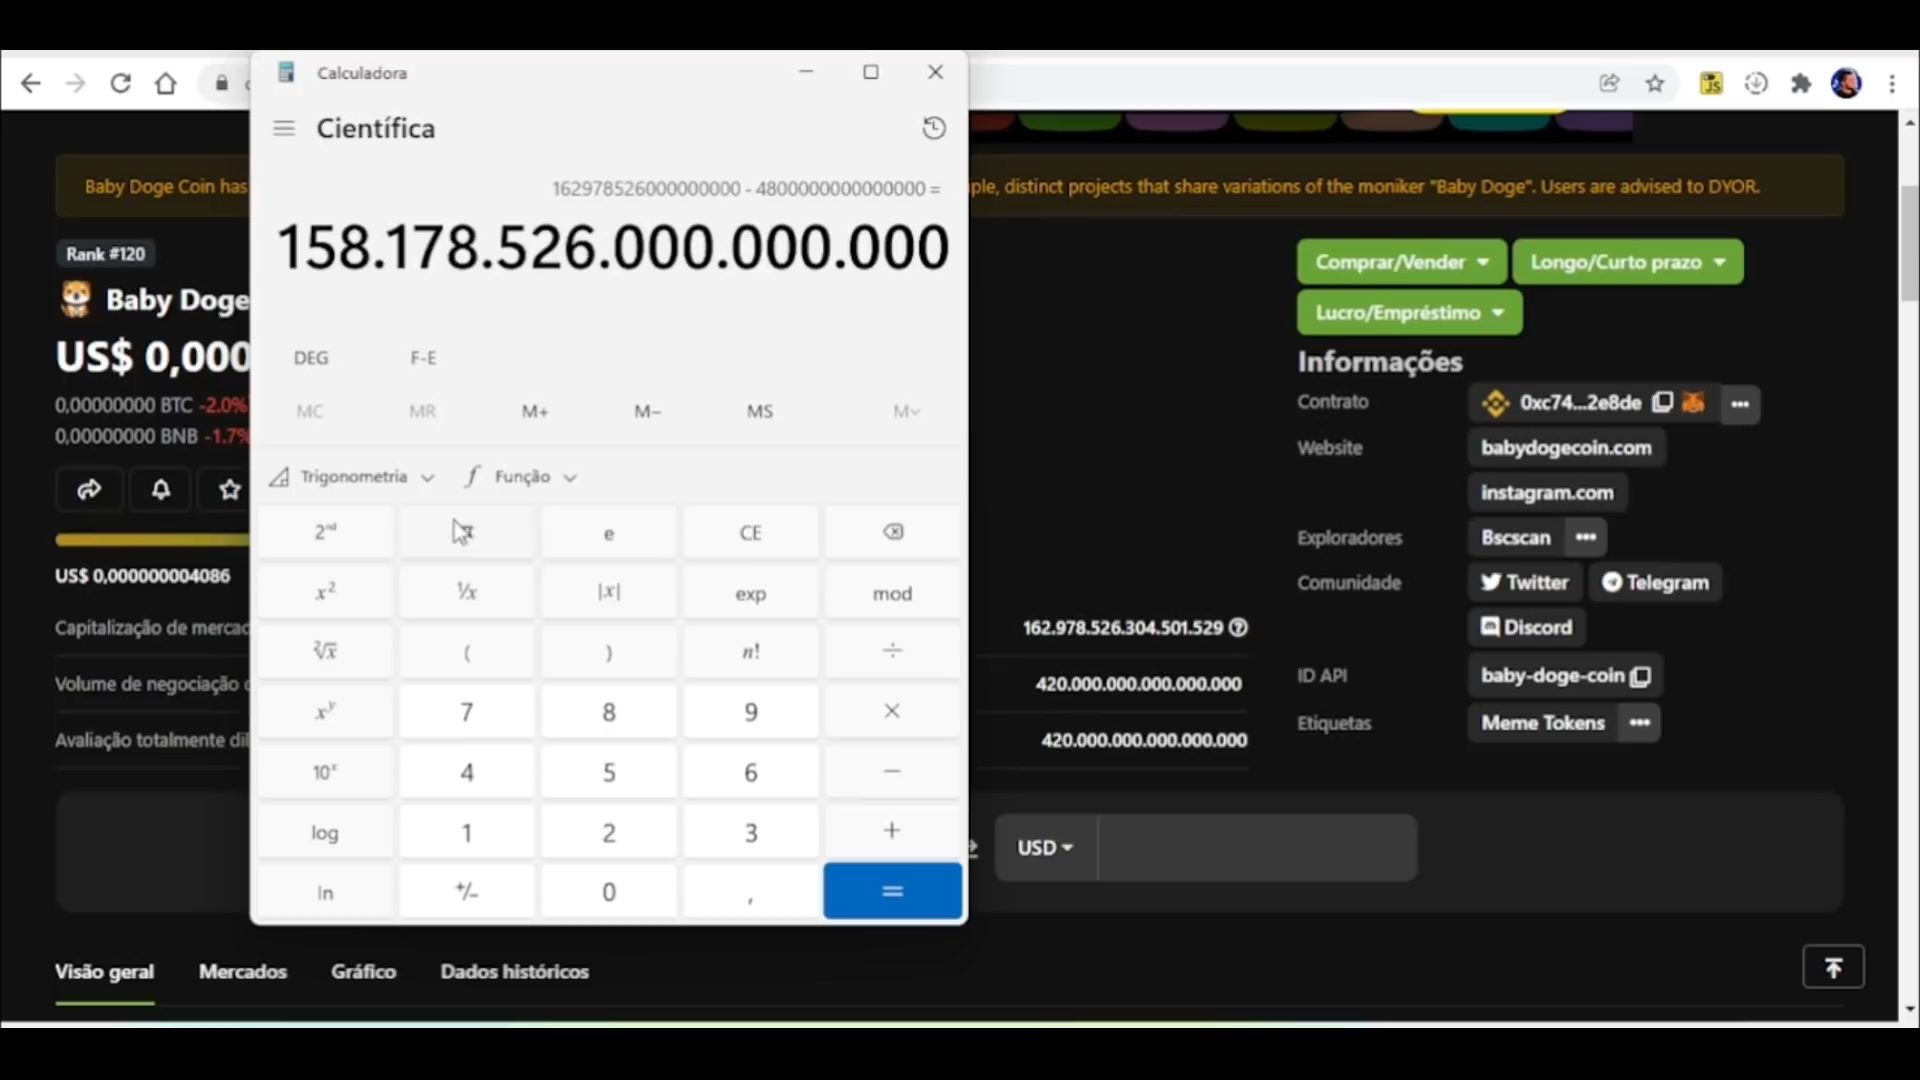 Calculadora
Científica
162978526000000000 - 4800000000000000 =
158.178.526.000.000.000
DEG F-E
MC MR M+ M- MS M
Trigonometria f Função
2nd e CE
x² ¹/x |x| exp mod
²√x ( ) n! ÷
xʸ 7 8 9 ×
10ˣ 4 5 6 −
log 1 2 3 +
ln +/− 0 , =
Baby Doge Coin has
ple, distinct projects that share variations of the moniker "Baby Doge". Users are advised to DYOR.
Rank #120
Baby Doge
US$ 0,000
0,00000000 BTC -2.0%
0,00000000 BNB -1.7%
US$ 0,000000004086
Capitalização de mercad
Volume de negociação
Avaliação totalmente dil
162.978.526.304.501.529
420.000.000.000.000.000
420.000.000.000.000.000
Comprar/Vender Longo/Curto prazo
Lucro/Empréstimo
Informações
Contrato 0xc74...2e8de
Website babydogecoin.com
instagram.com
Exploradores Bscscan
Comunidade Twitter Telegram
Discord
ID API baby-doge-coin
Etiquetas Meme Tokens
USD
Visão geral Mercados Gráfico Dados históricos
JS